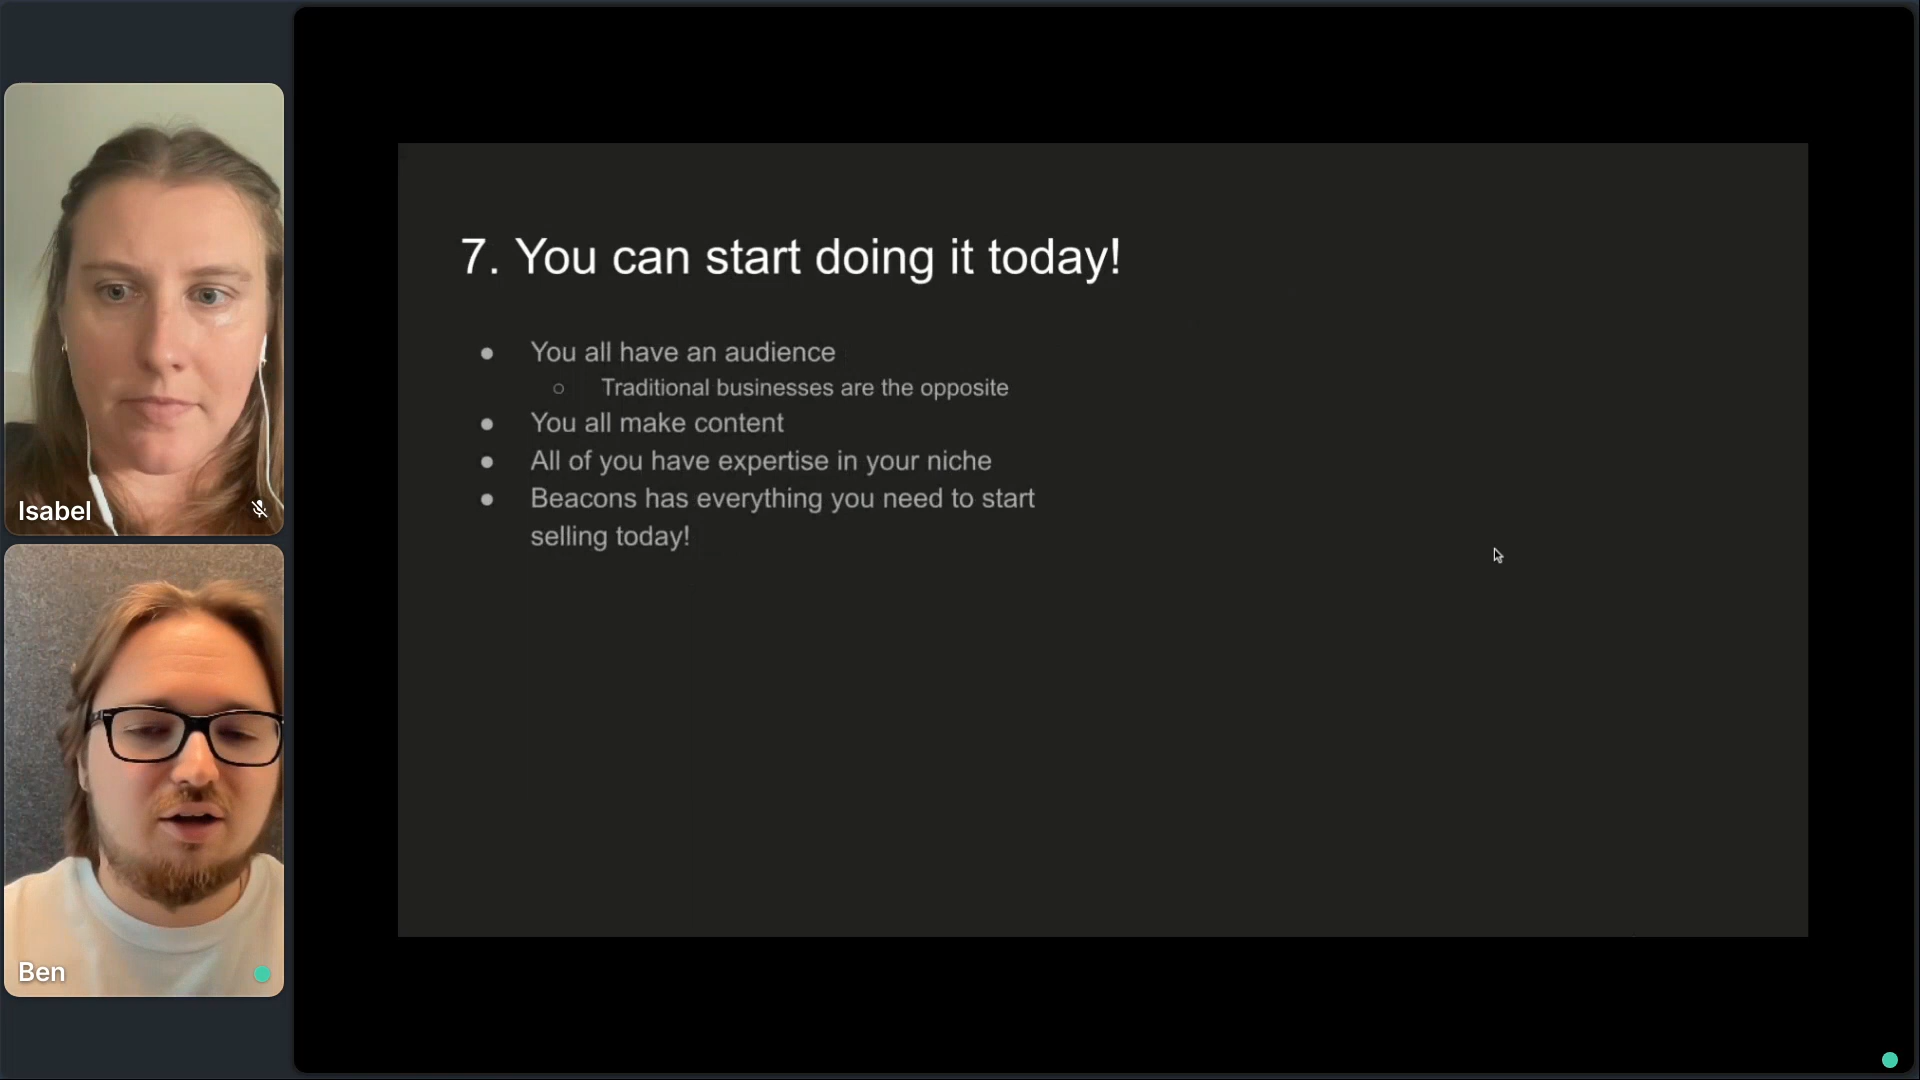 Isabel
Ben
7. You can start doing it today!
● You all have an audience
○ Traditional businesses are the opposite
● You all make content
● All of you have expertise in your niche
● Beacons has everything you need to start
selling today!